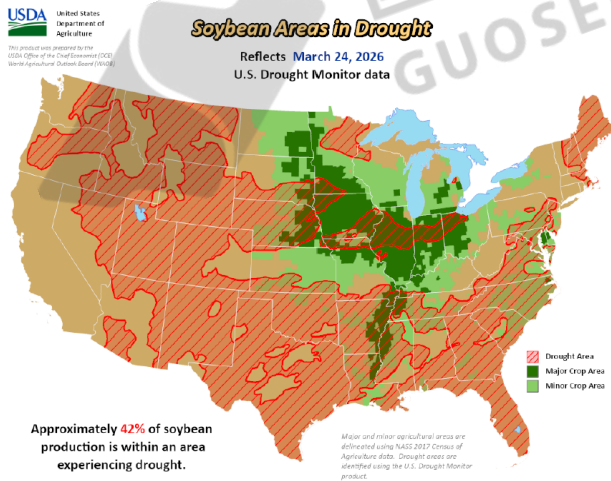 USDA
United States
Department of
Agriculture
This product was prepared by the
USDA Office of the Chief Economist (OCE)
World Agricultural Outlook Board (WAOB)
Soybean Areas in Drought
Reflects March 24, 2026
U.S. Drought Monitor data
GUOSE
Drought Area
Major Crop Area
Minor Crop Area
Approximately 42% of soybean
production is within an area
experiencing drought.
Major and minor agricultural areas are
delineated using NASS 2017 Census of
Agriculture data. Drought areas are
identified using the U.S. Drought Monitor
product.